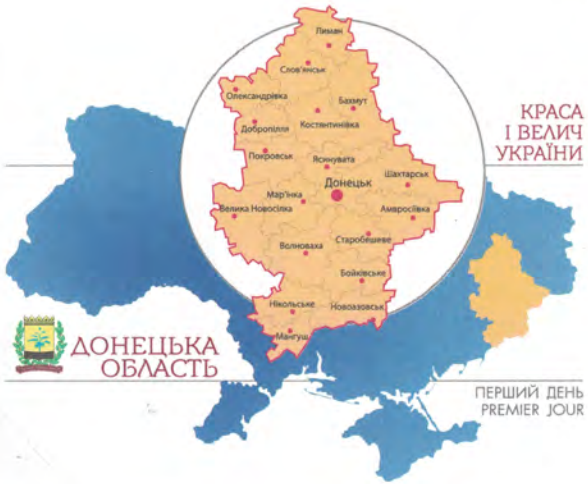 Лиман
Слов'янськ
Олександрівка
Бахмут
Добропілля
Костянтинівка
КРАСА
І ВЕЛИЧ
УКРАЇНИ
Покровськ
Ясинувата
Донецьк
Шахтарськ
Мар'їнка
Велика Новосілка
Амвросіївка
Старобешеве
Волноваха
Бойківське
Нікольське
Новоазовськ
Мангуш
ДОНЕЦЬКА
ОБЛАСТЬ
ПЕРШИЙ ДЕНЬ
PREMIER JOUR